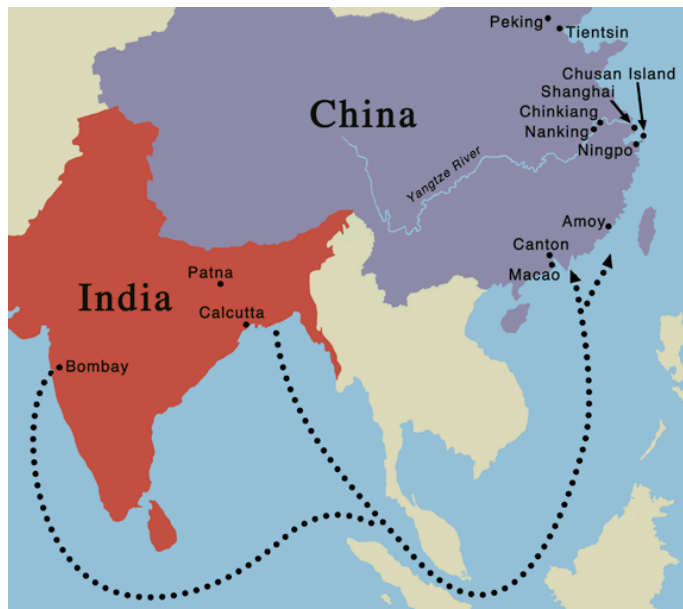 Peking
Tientsin
Chusan Island
Shanghai
China
Chinkiang
Nanking
Ningpo
Yangtze River
Amoy
Canton
Macao
Patna
India
Calcutta
Bombay